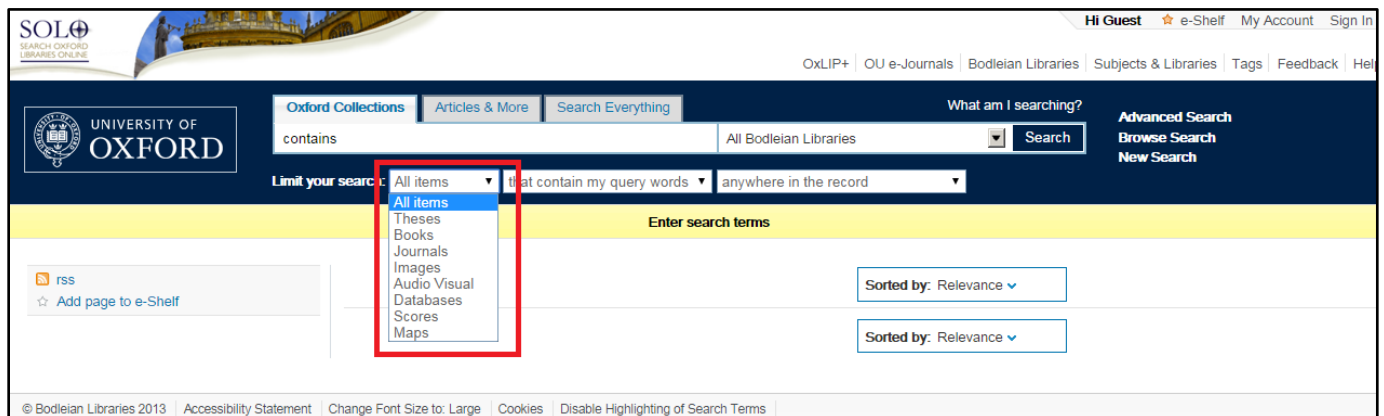 SOLO
SEARCH OXFORD
LIBRARIES ONLINE
Hi Guest e-Shelf My Account Sign In
OxLIP+ OU e-Journals Bodleian Libraries Subjects & Libraries Tags Feedback Hel
UNIVERSITY OF
OXFORD
Oxford Collections Articles & More Search Everything What am I searching?
contains All Bodleian Libraries Search
Advanced Search
Browse Search
New Search
Limit your search: All items that contain my query words anywhere in the record
All items
Theses
Books
Journals
Images
Audio Visual
Databases
Scores
Maps
Enter search terms
rss
Add page to e-Shelf
Sorted by: Relevance
Sorted by: Relevance
© Bodleian Libraries 2013 Accessibility Statement Change Font Size to: Large Cookies Disable Highlighting of Search Terms